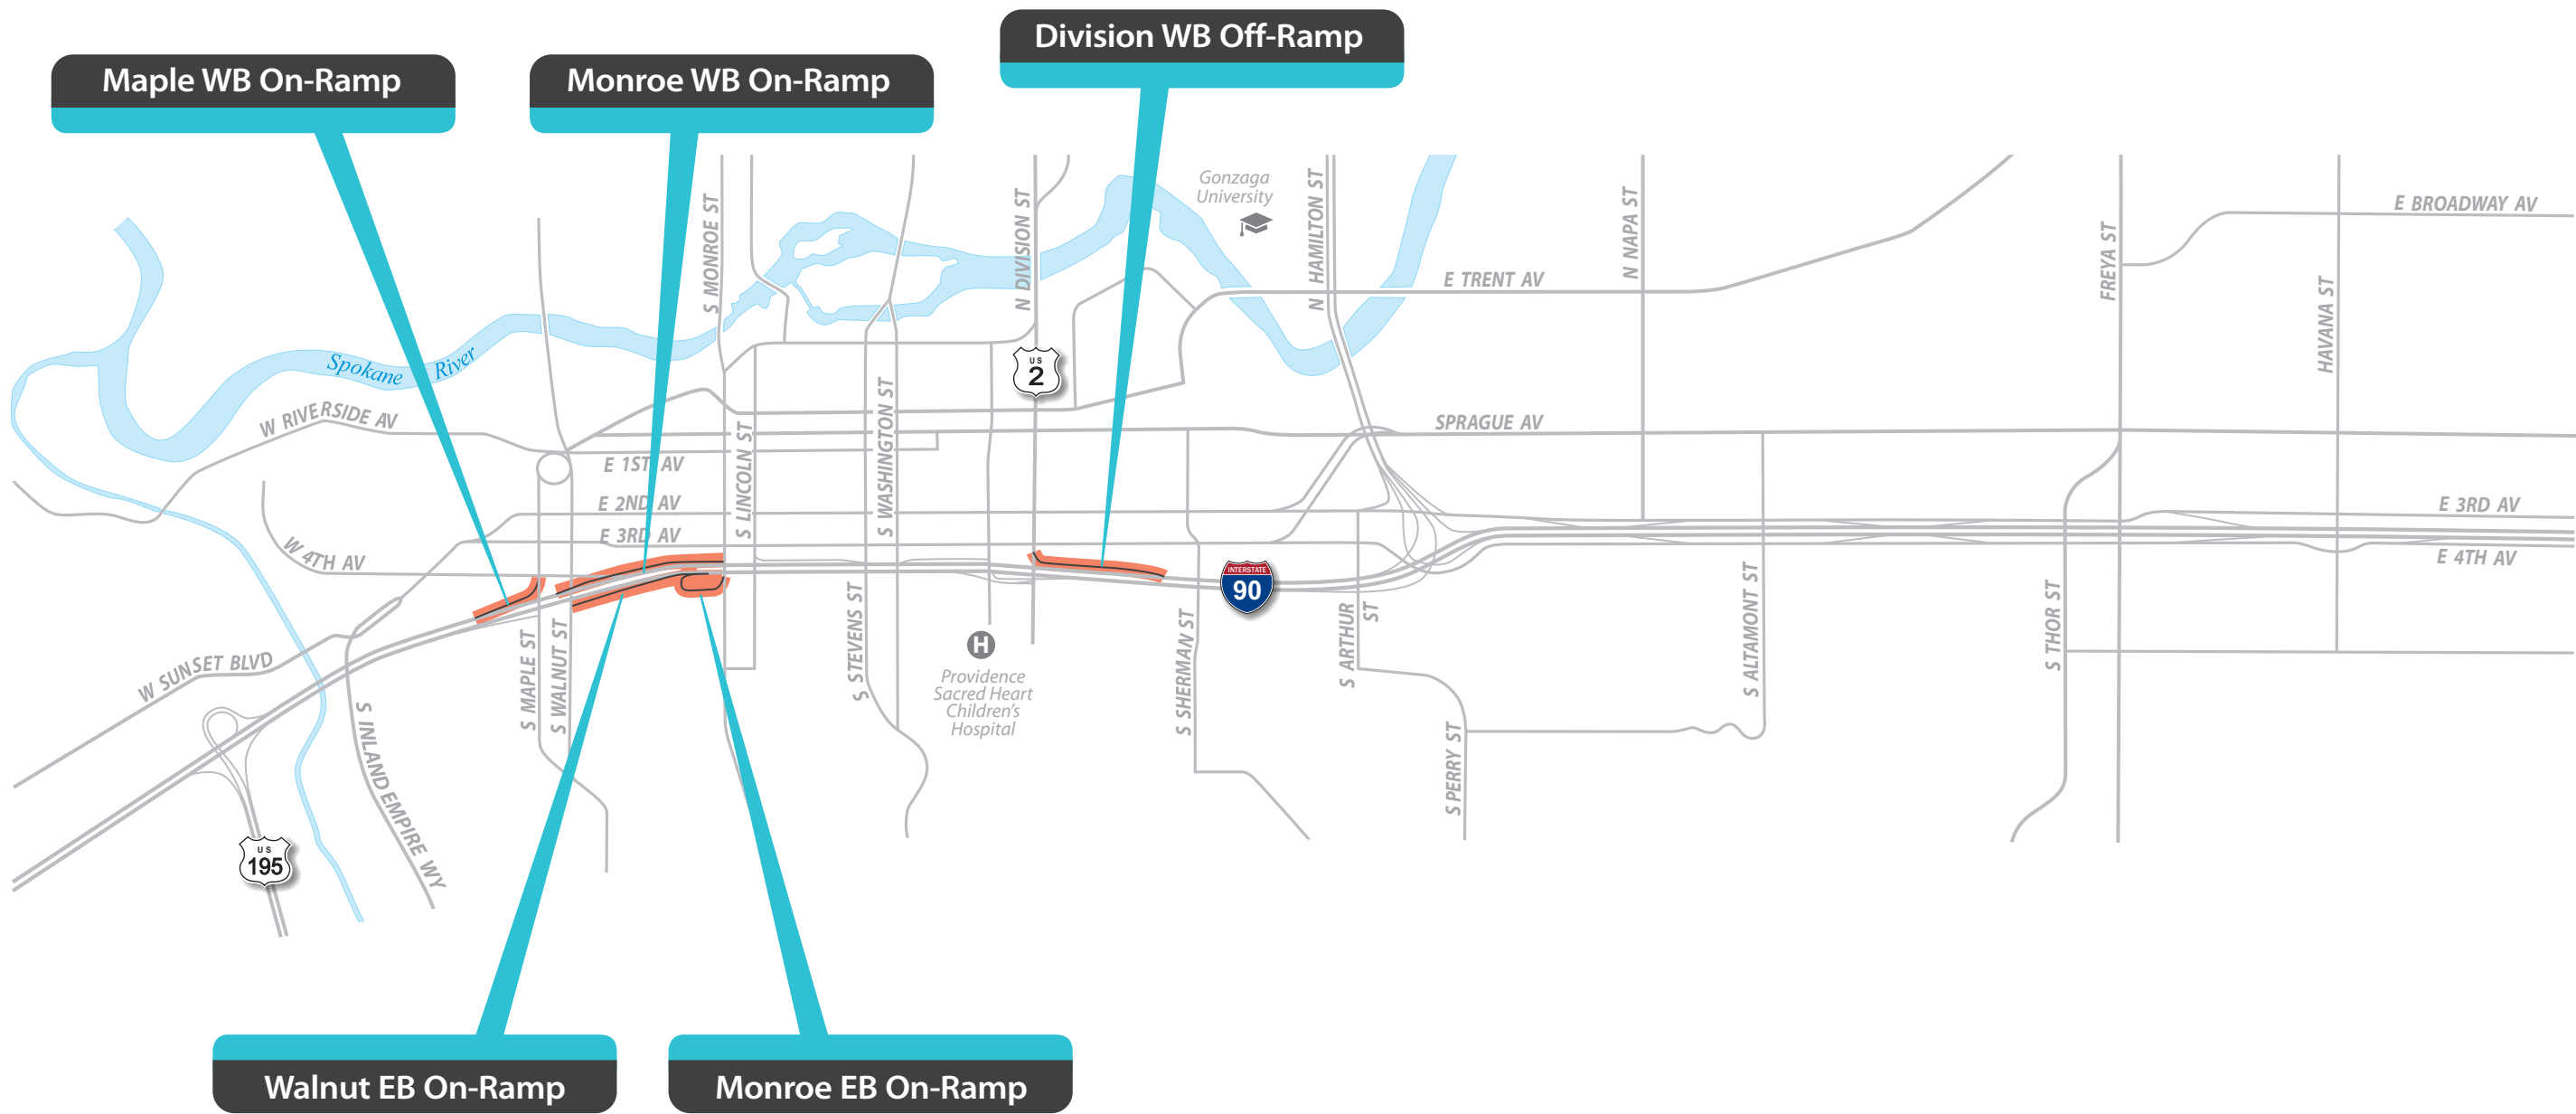 Division WB Off-Ramp
Maple WB On-Ramp
Monroe WB On-Ramp
Gonzaga
University
S MONROE ST
N DIVISION ST
N HAMILTON ST
N NAPA ST
FREYA ST
HAVANA ST
E BROADWAY AV
E TRENT AV
Spokane River
US
2
W RIVERSIDE AV
SPRAGUE AV
S LINCOLN ST
S WASHINGTON ST
E 1ST AV
E 2ND AV
E 3RD AV
E 3RD AV
W 4TH AV
E 4TH AV
INTERSTATE
90
S MAPLE ST
S WALNUT ST
S STEVENS ST
H
Providence
Sacred Heart
Children's
Hospital
S SHERMAN ST
S ARTHUR
ST
S ALTAMONT ST
S THOR ST
W SUNSET BLVD
S INLAND EMPIRE WY
S PERRY ST
US
195
Walnut EB On-Ramp
Monroe EB On-Ramp